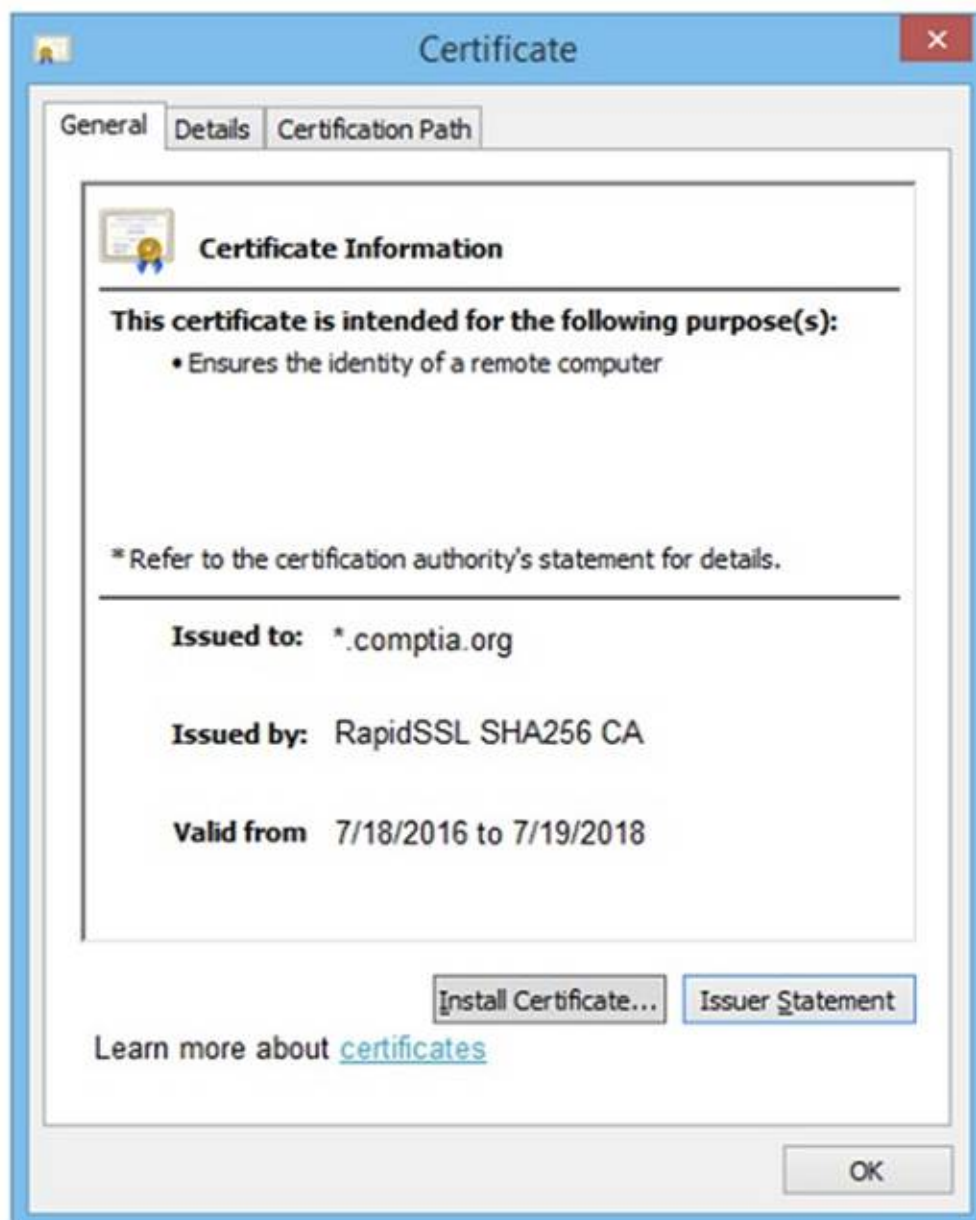 Certificate
General Details Certification Path
Certificate Information
This certificate is intended for the following purpose(s):
• Ensures the identity of a remote computer
* Refer to the certification authority's statement for details.
Issued to: *.comptia.org
Issued by: RapidSSL SHA256 CA
Valid from 7/18/2016 to 7/19/2018
Install Certificate... Issuer Statement
Learn more about certificates
OK